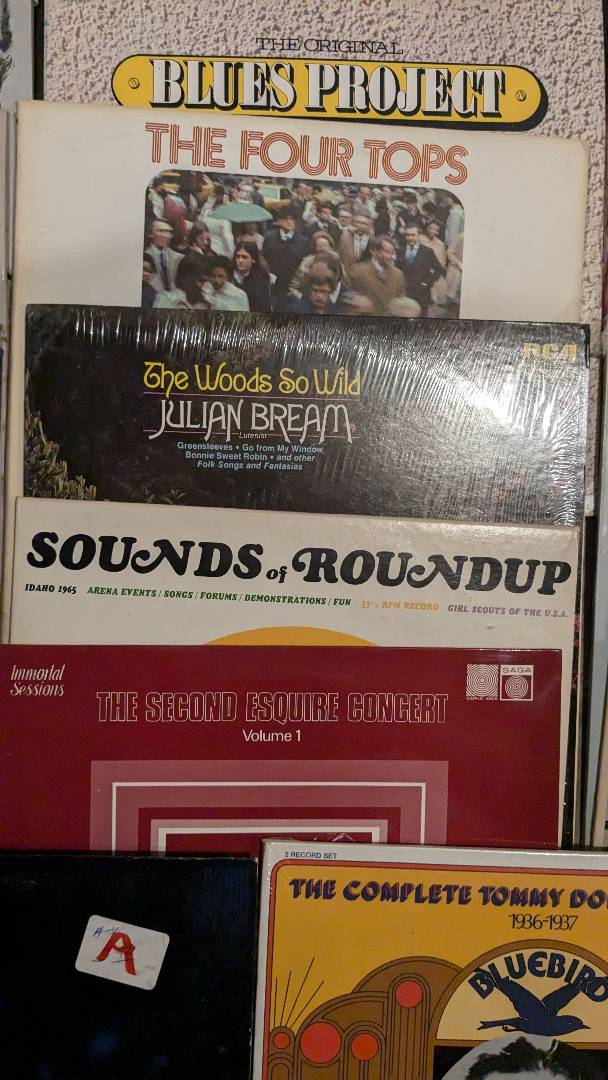 THE ORIGINAL
BLUES PROJECT
THE FOUR TOPS
RCA
The Woods So Wild
JULIAN BREAM
Lutenist
Greensleeves • Go from My Window
Bonnie Sweet Robin • and other
Folk Songs and Fantasias
SOUNDS of ROUNDUP
IDAHO 1965 ARENA EVENTS / SONGS / FORUMS / DEMONSTRATIONS / FUN 33⅓ RPM RECORD GIRL SCOUTS OF THE U.S.A.
Immortal
Sessions
SAGA
WORLD WIDE
THE SECOND ESQUIRE CONCERT
Volume 1
2 RECORD SET
THE COMPLETE TOMMY DO
1936-1937
BLUEBIRD
A